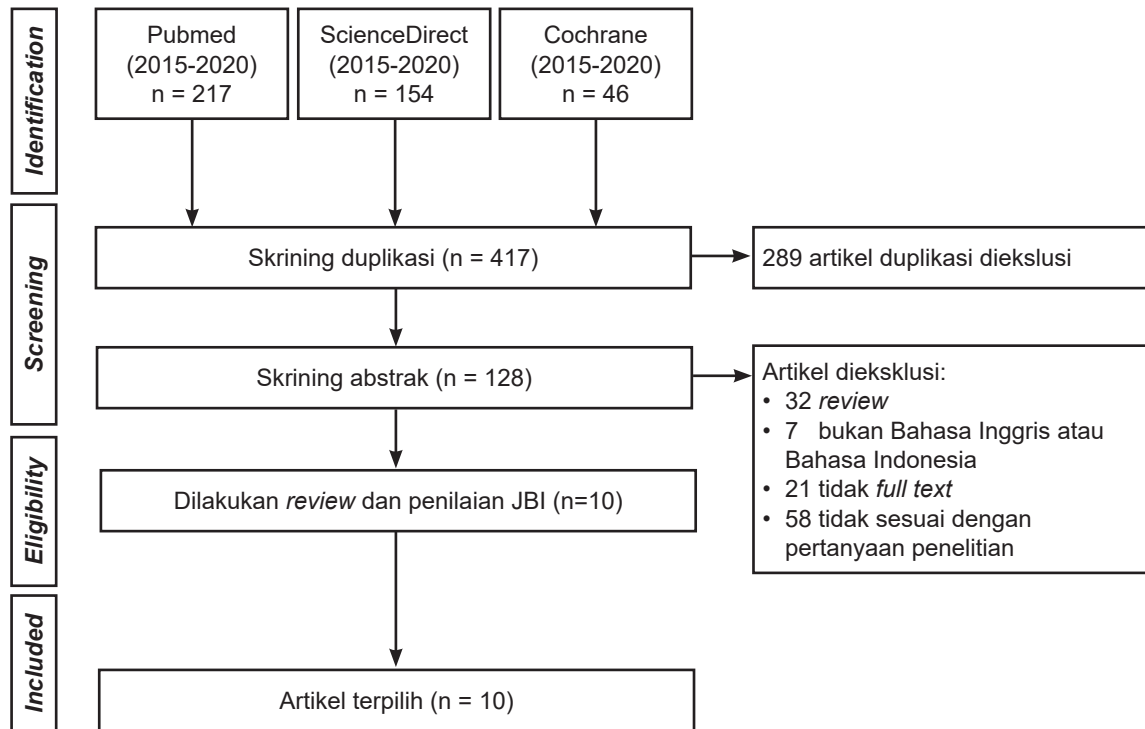 Identification
Pubmed
(2015-2020)
n = 217
ScienceDirect
(2015-2020)
n = 154
Cochrane
(2015-2020)
n = 46
Screening
Skrining duplikasi (n = 417)
289 artikel duplikasi diekslusi
Skrining abstrak (n = 128)
Artikel dieksklusi:
• 32 review
• 7 bukan Bahasa Inggris atau
Bahasa Indonesia
• 21 tidak full text
• 58 tidak sesuai dengan
pertanyaan penelitian
Eligibility
Dilakukan review dan penilaian JBI (n=10)
Included
Artikel terpilih (n = 10)